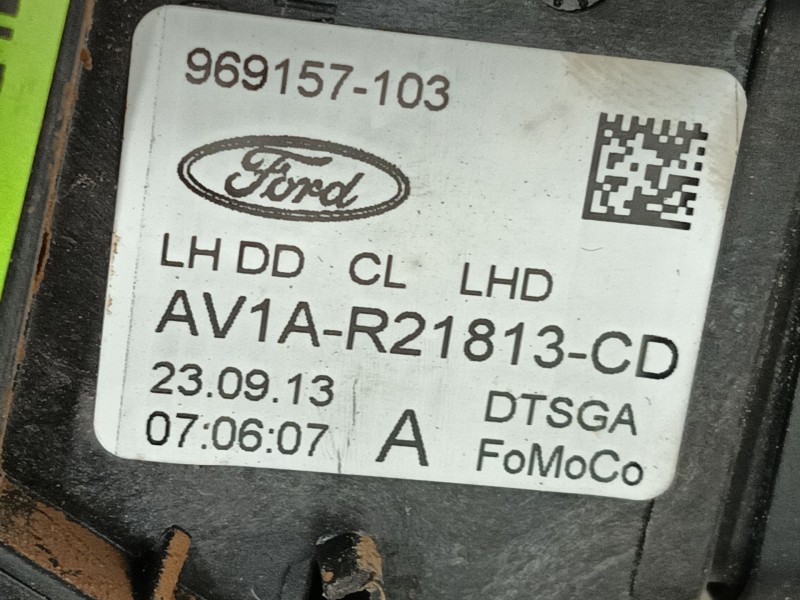 969157-103
Ford
LH DD CL LHD
AV1A-R21813-CD
23.09.13 DTSGA
07:06:07 A FoMoCo